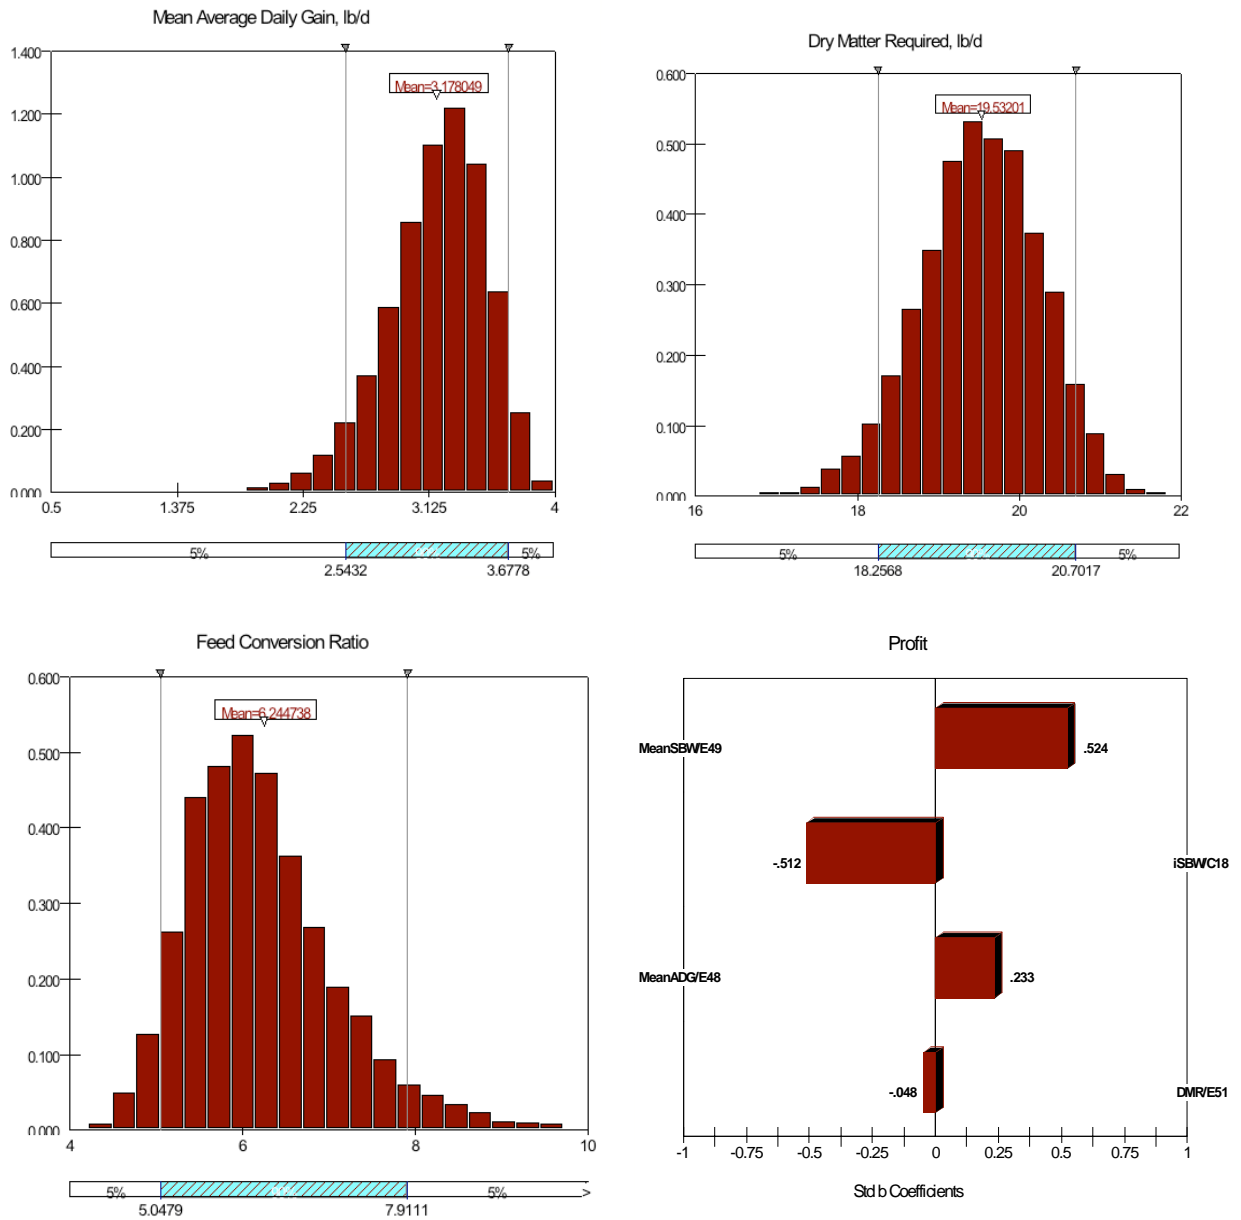 Mean Average Daily Gain, lb/d
1.400
Mean=3.178049
1.200
1.000
0.800
0.600
0.400
0.200
0.000
0.5 1.375 2.25 3.125 4
5% 5%
2.5432 3.6778
Dry Matter Required, lb/d
0.600
Mean=19.53201
0.500
0.400
0.300
0.200
0.100
0.000
16 18 20 22
5% 5%
18.2568 20.7017
Feed Conversion Ratio
0.600
Mean=6.244738
0.500
0.400
0.300
0.200
0.100
0.000
4 6 8 10
5% 5% >
5.0479 7.9111
Profit
MeanSBW/E49 .524
-.512 iSBW/C18
MeanADG/E48 .233
-.048 DMR/E51
-1 -0.75 -0.5 -0.25 0 0.25 0.5 0.75 1
Std b Coefficients